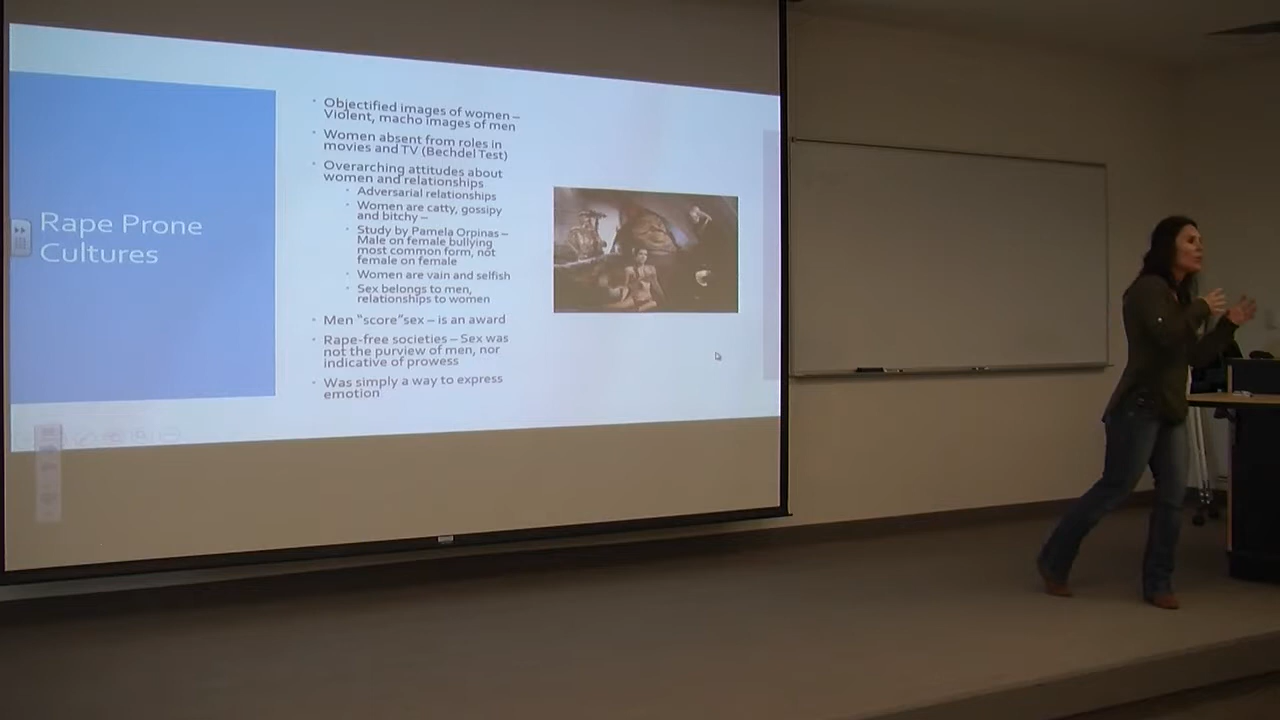 Rape Prone
Cultures
Objectified images of women –
Violent, macho images of men
Women absent from roles in
movies and TV (Bechdel Test)
Overarching attitudes about
women and relationships
Adversarial relationships
Women are catty, gossipy
and bitchy –
Study by Pamela Orpinas –
Male on female bullying
most common form, not
female on female
Women are vain and selfish
Sex belongs to men,
relationships to women
Men "score"sex – is an award
Rape-free societies – Sex was
not the purview of men, nor
indicative of prowess
Was simply a way to express
emotion